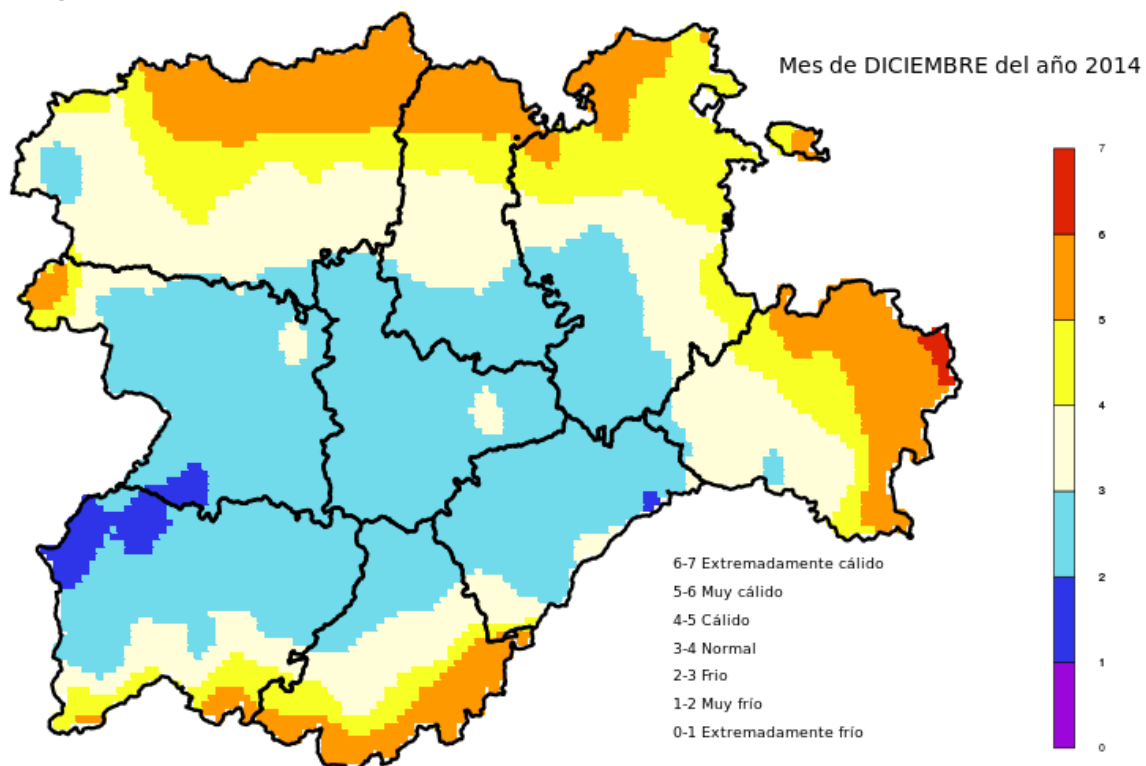 Mes de DICIEMBRE del año 2014
7
6
5
4
3
2
1
0
6-7 Extremadamente cálido
5-6 Muy cálido
4-5 Cálido
3-4 Normal
2-3 Frio
1-2 Muy frío
0-1 Extremadamente frío